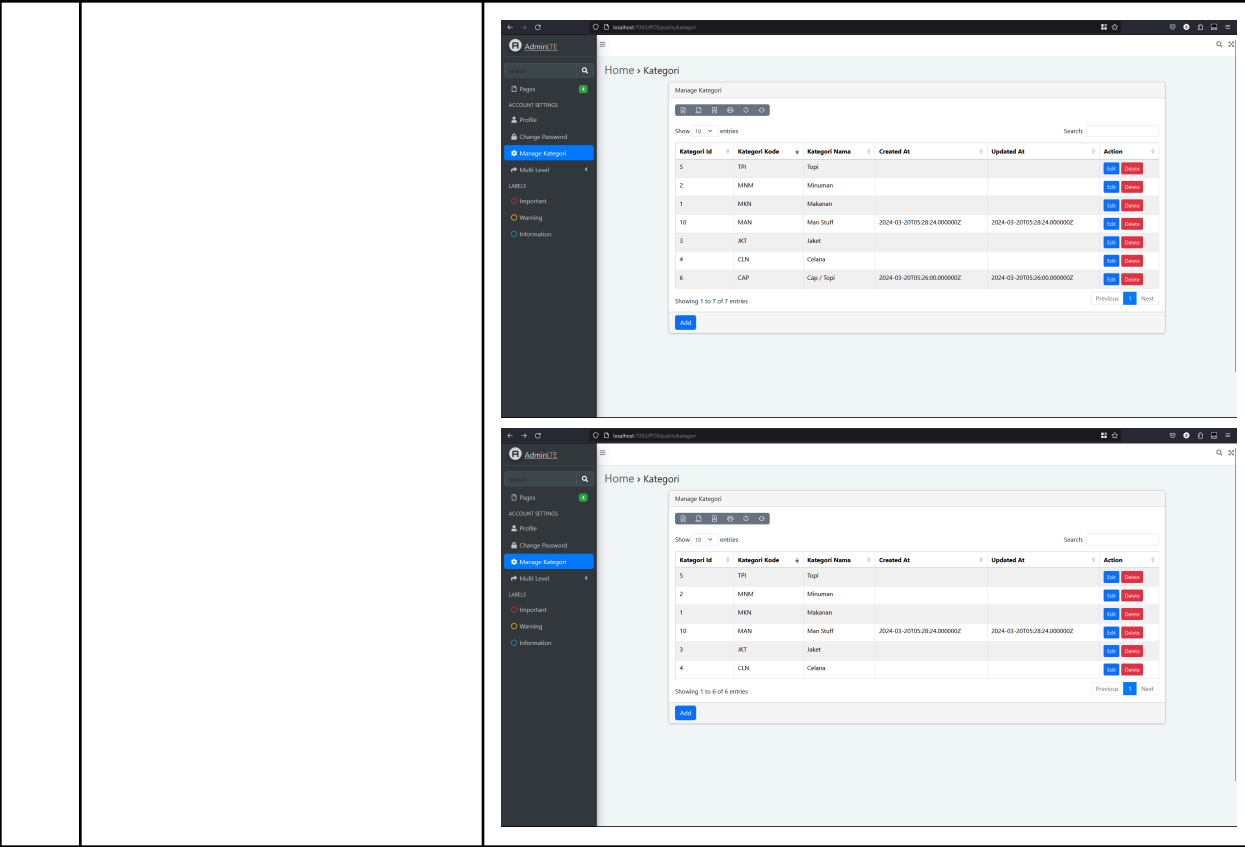 localhost:7000/POS/public/kategori
AdminLTE
Search
Home › Kategori
Pages 4
ACCOUNT SETTINGS
Profile
Change Password
Manage Kategori
Multi Level
LABELS
Important
Warning
Information
Manage Kategori
Show 10 entries Search:
Kategori Id Kategori Kode Kategori Nama Created At Updated At Action
5 TPI Topi Edit Delete
2 MNM Minuman Edit Delete
1 MKN Makanan Edit Delete
10 MAN Man Stuff 2024-03-20T05:28:24.000000Z 2024-03-20T05:28:24.000000Z Edit Delete
3 JKT Jaket Edit Delete
4 CLN Celana Edit Delete
6 CAP Cap / Topi 2024-03-20T05:26:00.000000Z 2024-03-20T05:26:00.000000Z Edit Delete
Showing 1 to 7 of 7 entries Previous 1 Next
Add
localhost:7000/POS/public/kategori
AdminLTE
Search
Home › Kategori
Pages 4
ACCOUNT SETTINGS
Profile
Change Password
Manage Kategori
Multi Level
LABELS
Important
Warning
Information
Manage Kategori
Show 10 entries Search:
Kategori Id Kategori Kode Kategori Nama Created At Updated At Action
5 TPI Topi Edit Delete
2 MNM Minuman Edit Delete
1 MKN Makanan Edit Delete
10 MAN Man Stuff 2024-03-20T05:28:24.000000Z 2024-03-20T05:28:24.000000Z Edit Delete
3 JKT Jaket Edit Delete
4 CLN Celana Edit Delete
Showing 1 to 6 of 6 entries Previous 1 Next
Add